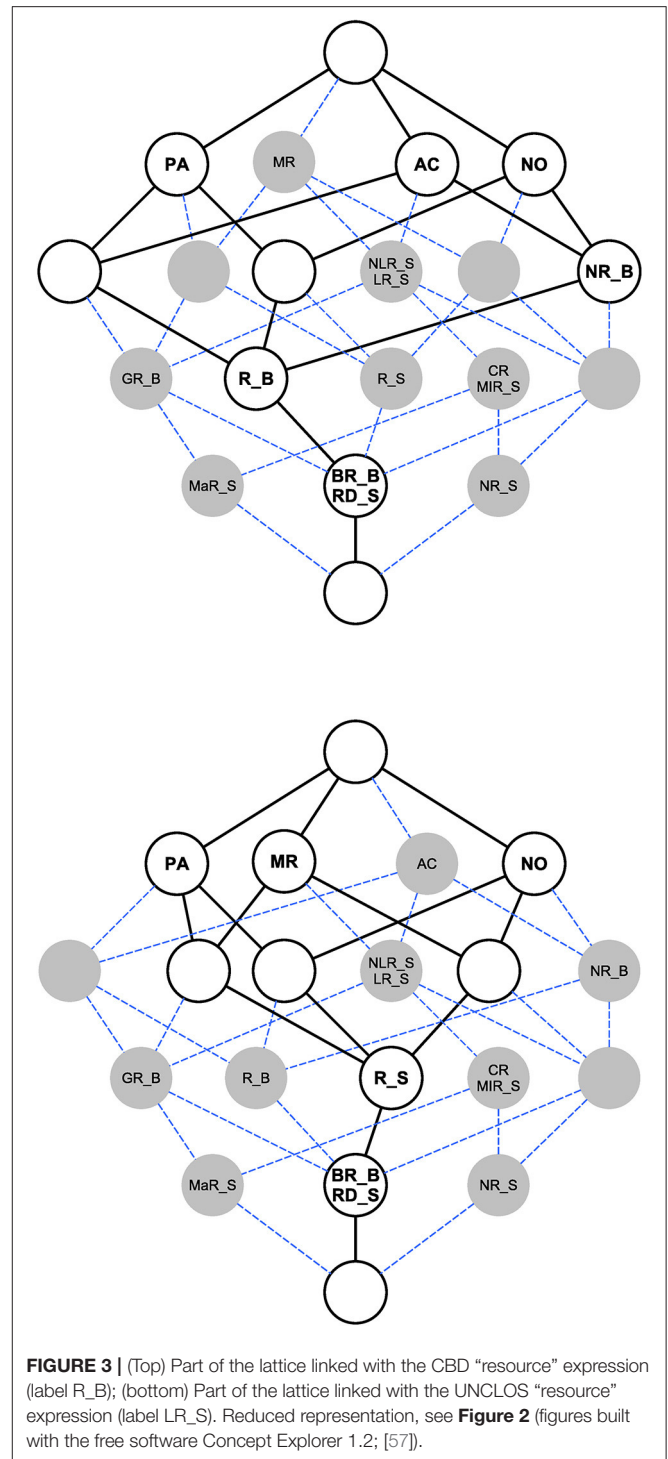 PA
MR
AC
NO
NLR_S
LR_S
NR_B
GR_B
R_B
R_S
CR
MIR_S
MaR_S
BR_B
RD_S
NR_S
PA
MR
AC
NO
NLR_S
LR_S
NR_B
GR_B
R_B
R_S
CR
MIR_S
MaR_S
BR_B
RD_S
NR_S
FIGURE 3 | (Top) Part of the lattice linked with the CBD “resource” expression
(label R_B); (bottom) Part of the lattice linked with the UNCLOS “resource”
expression (label LR_S). Reduced representation, see Figure 2 (figures built
with the free software Concept Explorer 1.2; [57]).